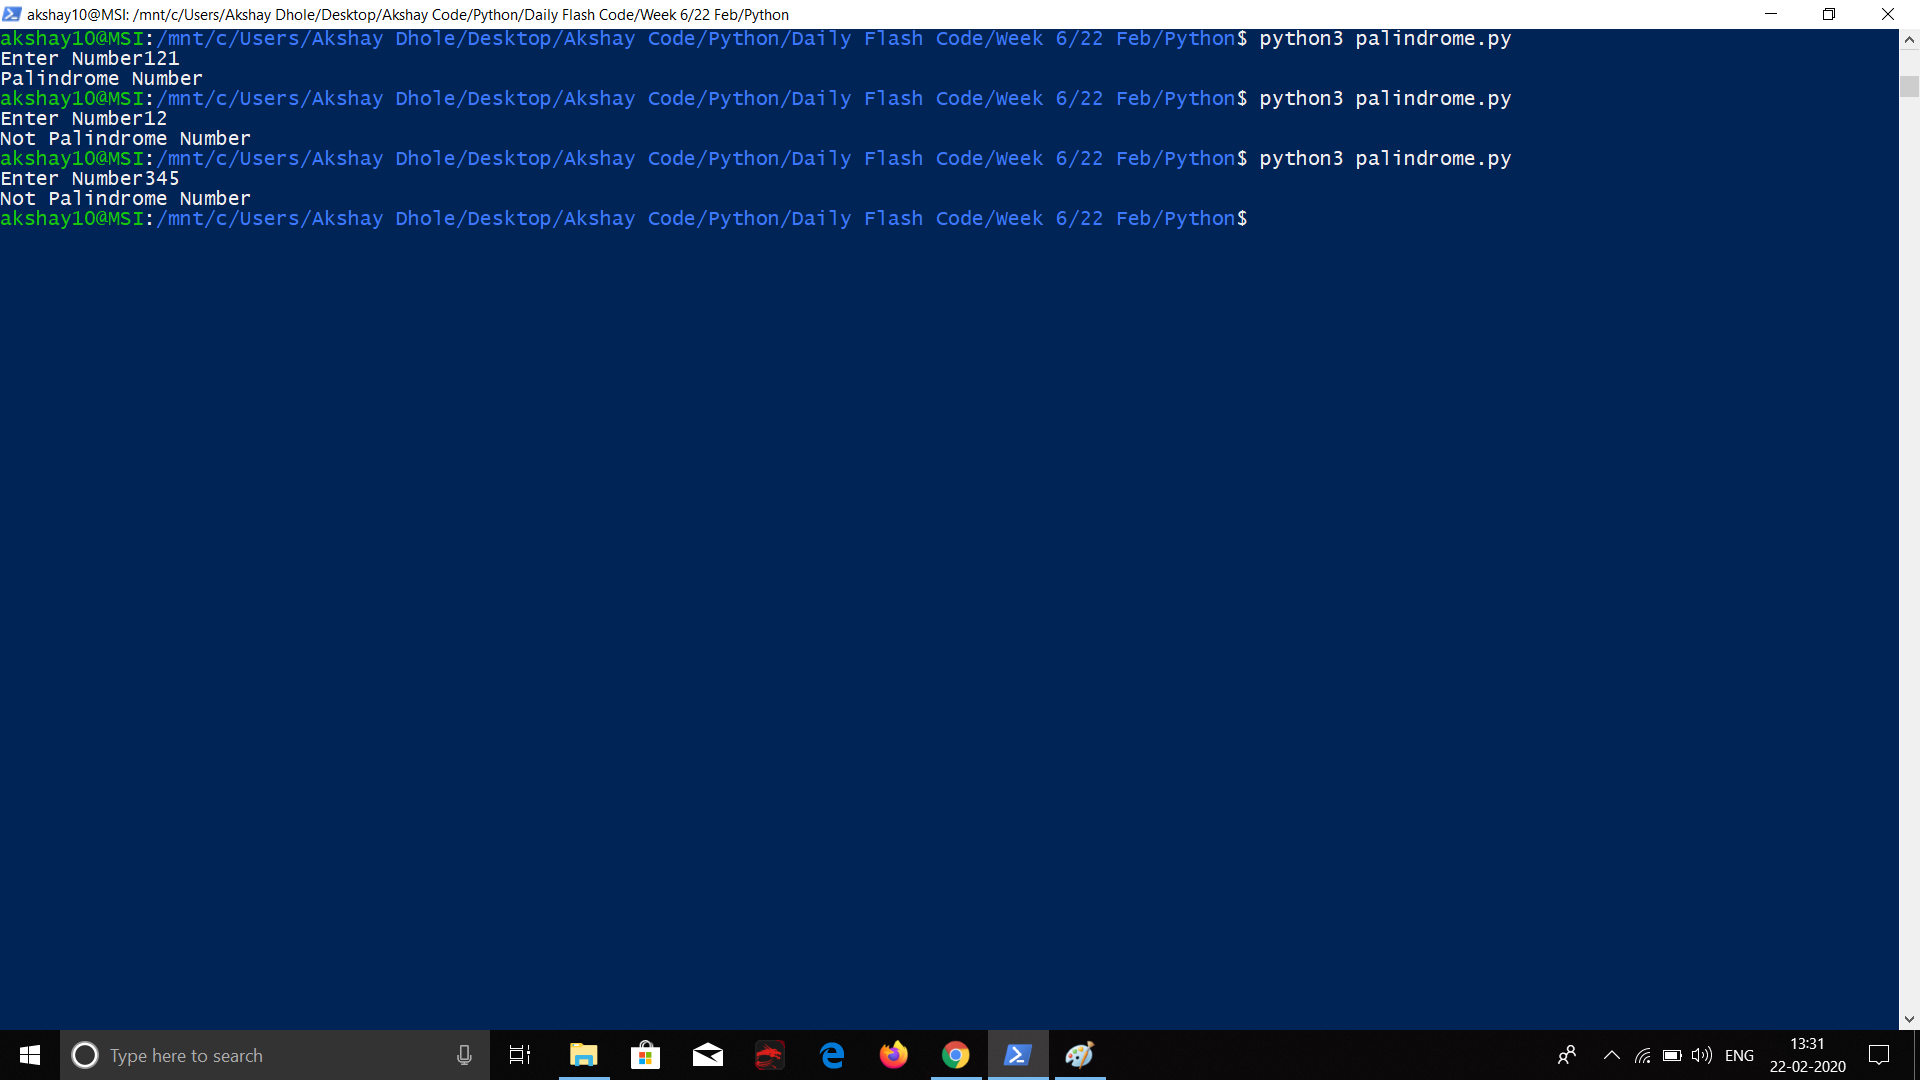 akshay10@MSI: /mnt/c/Users/Akshay Dhole/Desktop/Akshay Code/Python/Daily Flash Code/Week 6/22 Feb/Python
akshay10@MSI:/mnt/c/Users/Akshay Dhole/Desktop/Akshay Code/Python/Daily Flash Code/Week 6/22 Feb/Python$ python3 palindrome.py
Enter Number121
Palindrome Number
akshay10@MSI:/mnt/c/Users/Akshay Dhole/Desktop/Akshay Code/Python/Daily Flash Code/Week 6/22 Feb/Python$ python3 palindrome.py
Enter Number12
Not Palindrome Number
akshay10@MSI:/mnt/c/Users/Akshay Dhole/Desktop/Akshay Code/Python/Daily Flash Code/Week 6/22 Feb/Python$ python3 palindrome.py
Enter Number345
Not Palindrome Number
akshay10@MSI:/mnt/c/Users/Akshay Dhole/Desktop/Akshay Code/Python/Daily Flash Code/Week 6/22 Feb/Python$
Type here to search
ENG
13:31
22-02-2020